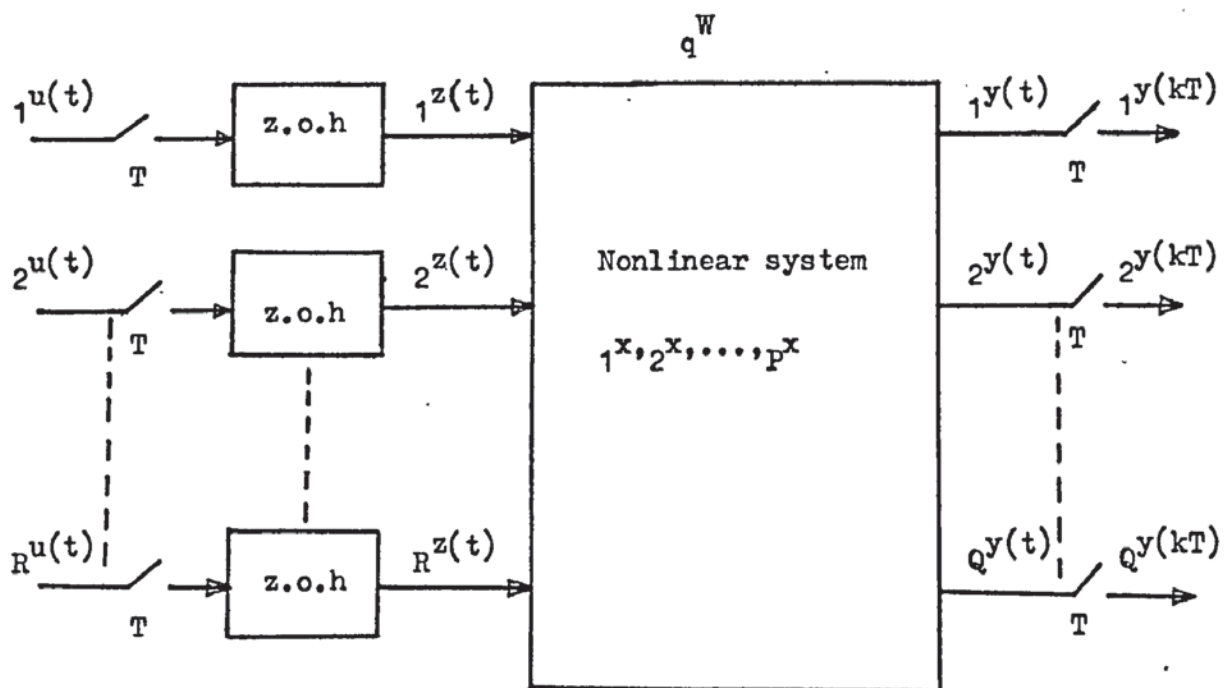 qW
1u(t) z.o.h 1z(t) 1y(t) 1y(kT)
T T
2u(t) z.o.h 2z(t) Nonlinear system 2y(t) 2y(kT)
T 1x,2x,...,Px T
Ru(t) z.o.h Rz(t) Qy(t) Qy(kT)
T T